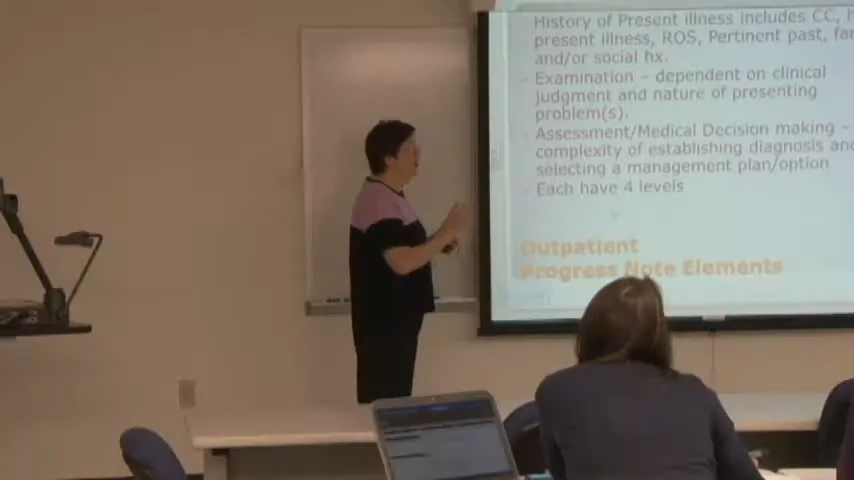 History of Present illness includes CC,
present illness, ROS, Pertinent past,
and/or social hx.
Examination – dependent on clinical
judgment and nature of presenting
problem(s).
Assessment/Medical Decision making –
complexity of establishing diagnosis and
selecting a management plan/option
Each have 4 levels
Outpatient
Progress Note Elements